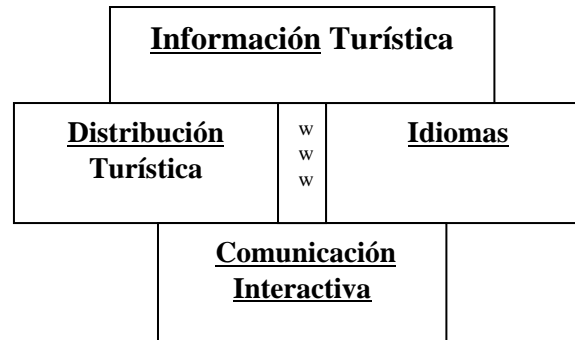 Información Turística
Distribución
Turística
w
w
w
Idiomas
Comunicación
Interactiva